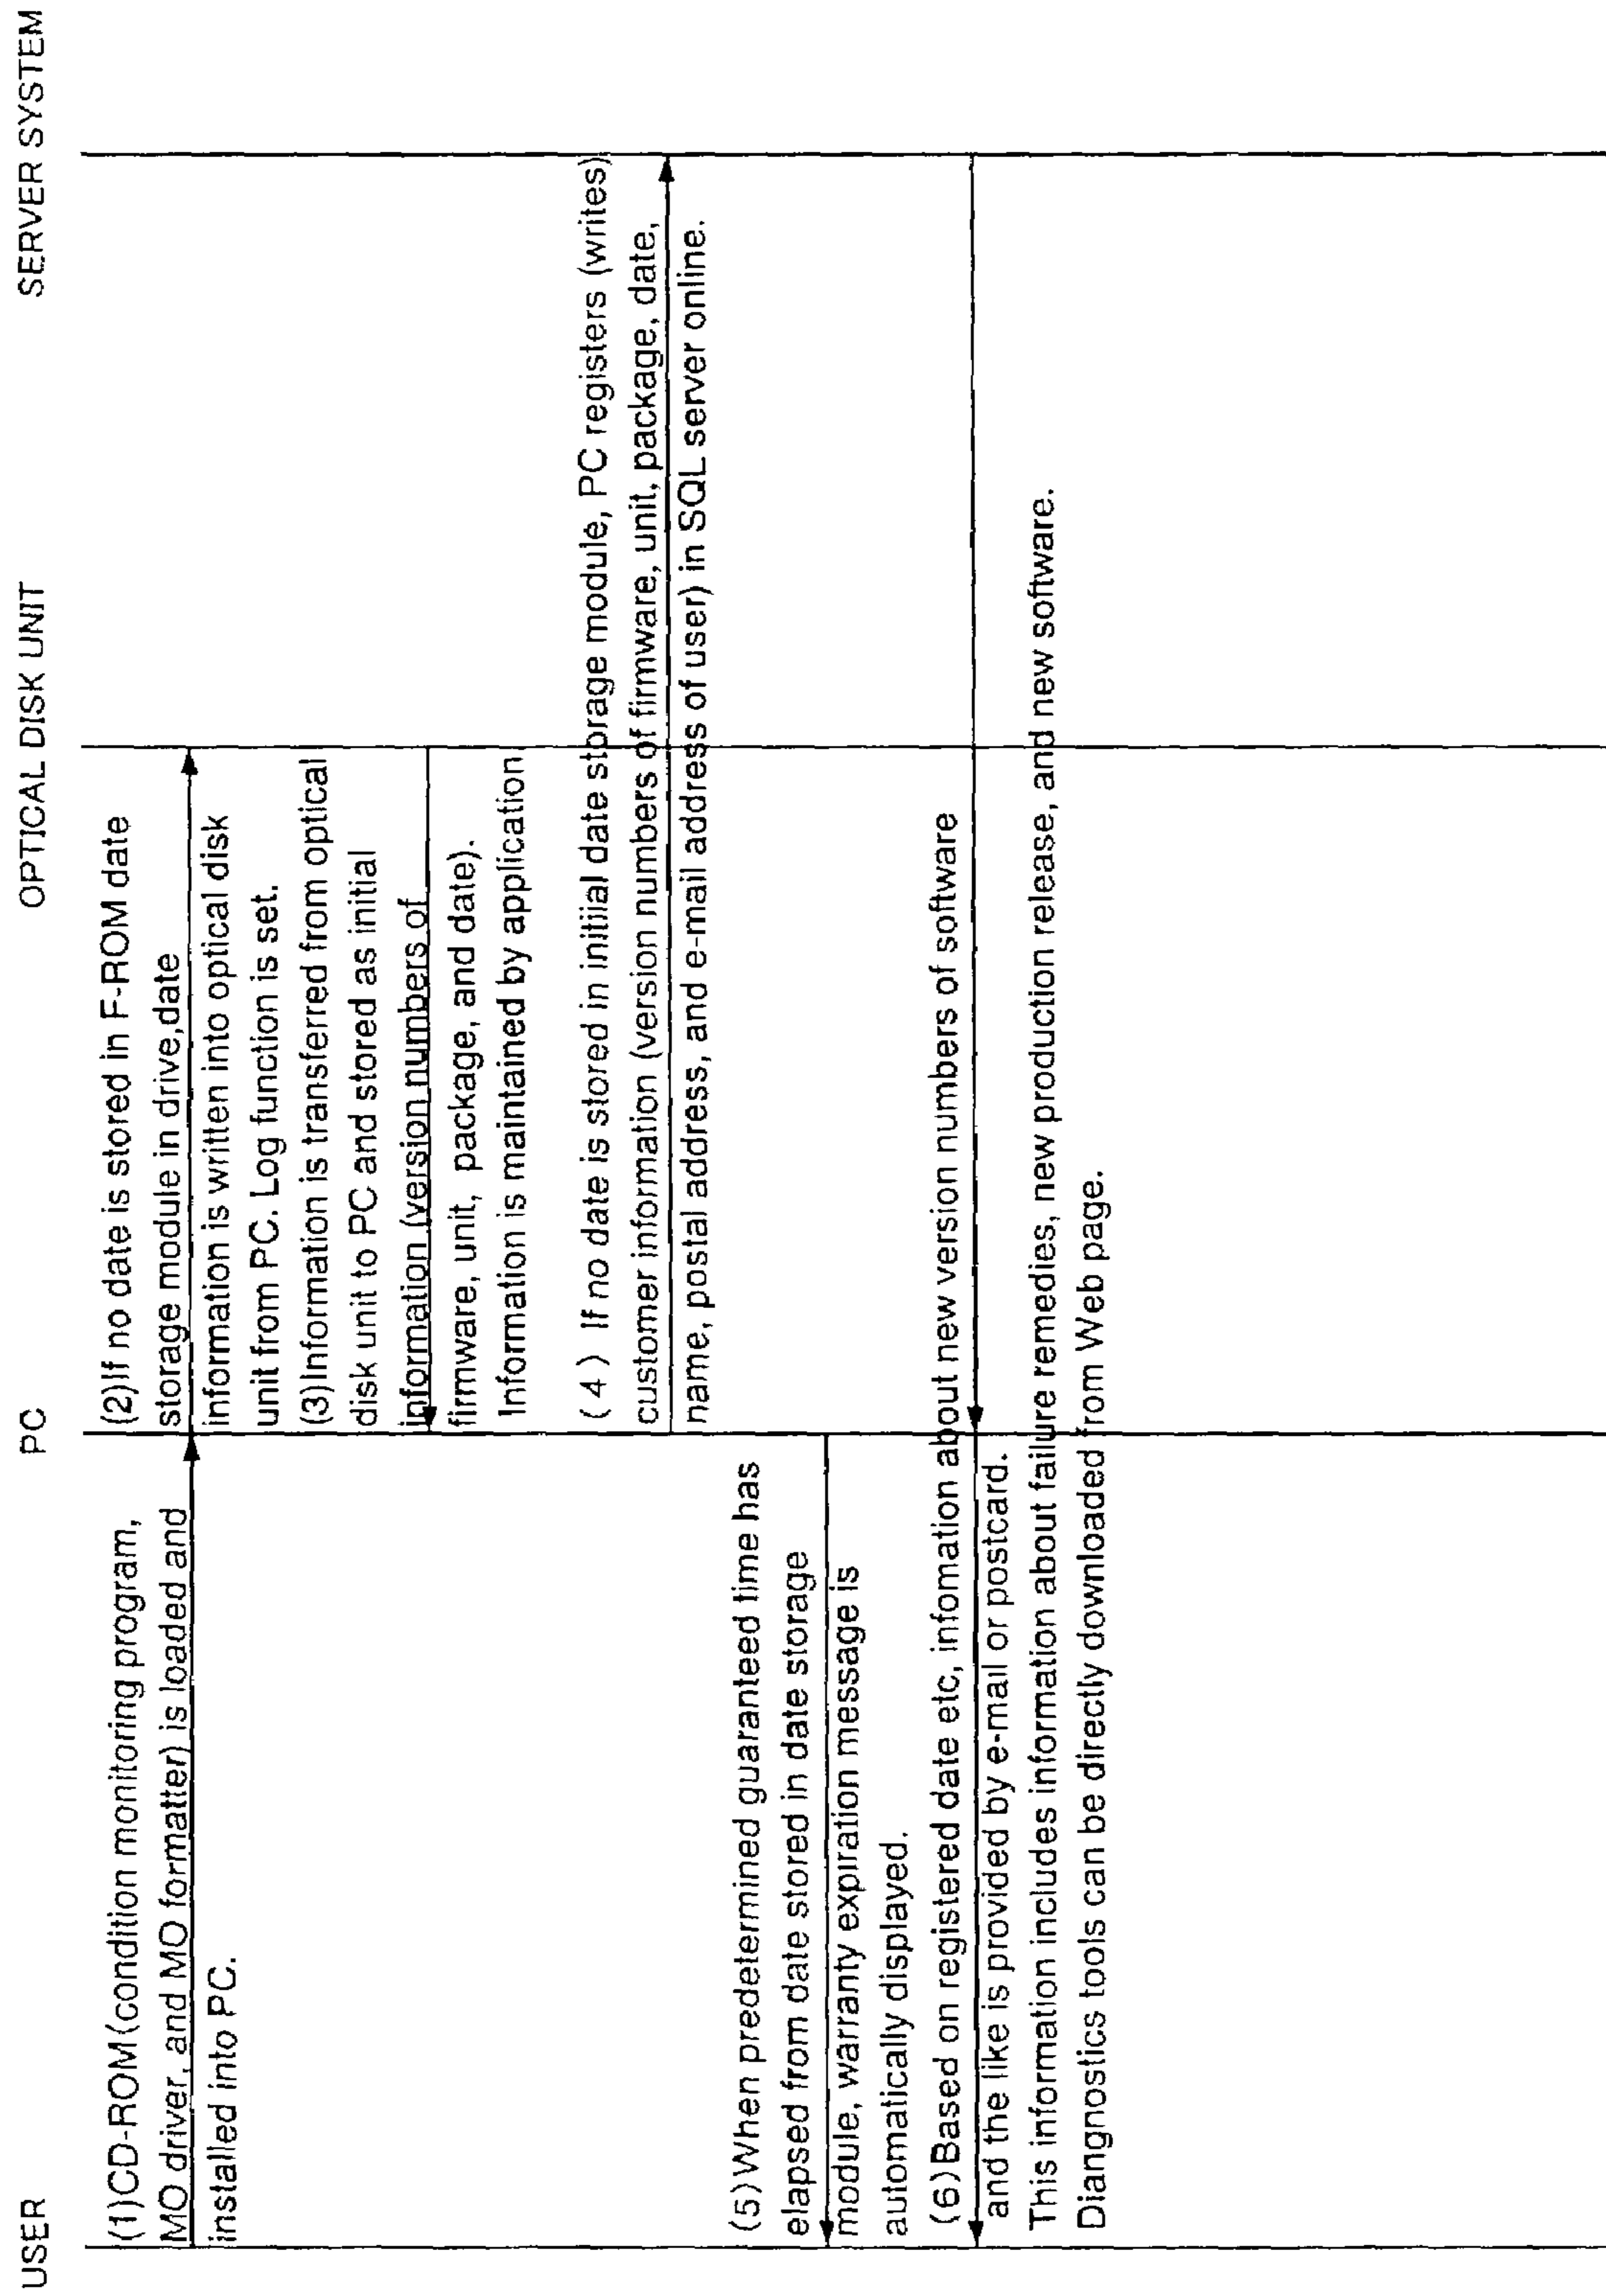 USER
PC
OPTICAL DISK UNIT
SERVER SYSTEM
(1)CD-ROM(condition monitoring program,
MO driver, and MO formatter) is loaded and
installed into PC.
(2)If no date is stored in F-ROM date
storage module in drive,date
information is written into optical disk
unit from PC. Log function is set.
(3)Information is transferred from optical
disk unit to PC and stored as initial
information (version numbers of
firmware, unit, package, and date).
Information is maintained by application
(4) If no date is stored in initial date storage module, PC registers (writes)
customer information (version numbers of firmware, unit, package, date,
name, postal address, and e-mail address of user) in SQL server online.
(5)When predetermined guaranteed time has
elapsed from date stored in date storage
module, warranty expiration message is
automatically displayed.
(6)Based on registered date etc, infomation about new version numbers of software
and the like is provided by e-mail or postcard.
This information includes information about failure remedies, new production release, and new software.
Diangnostics tools can be directly downloaded from Web page.